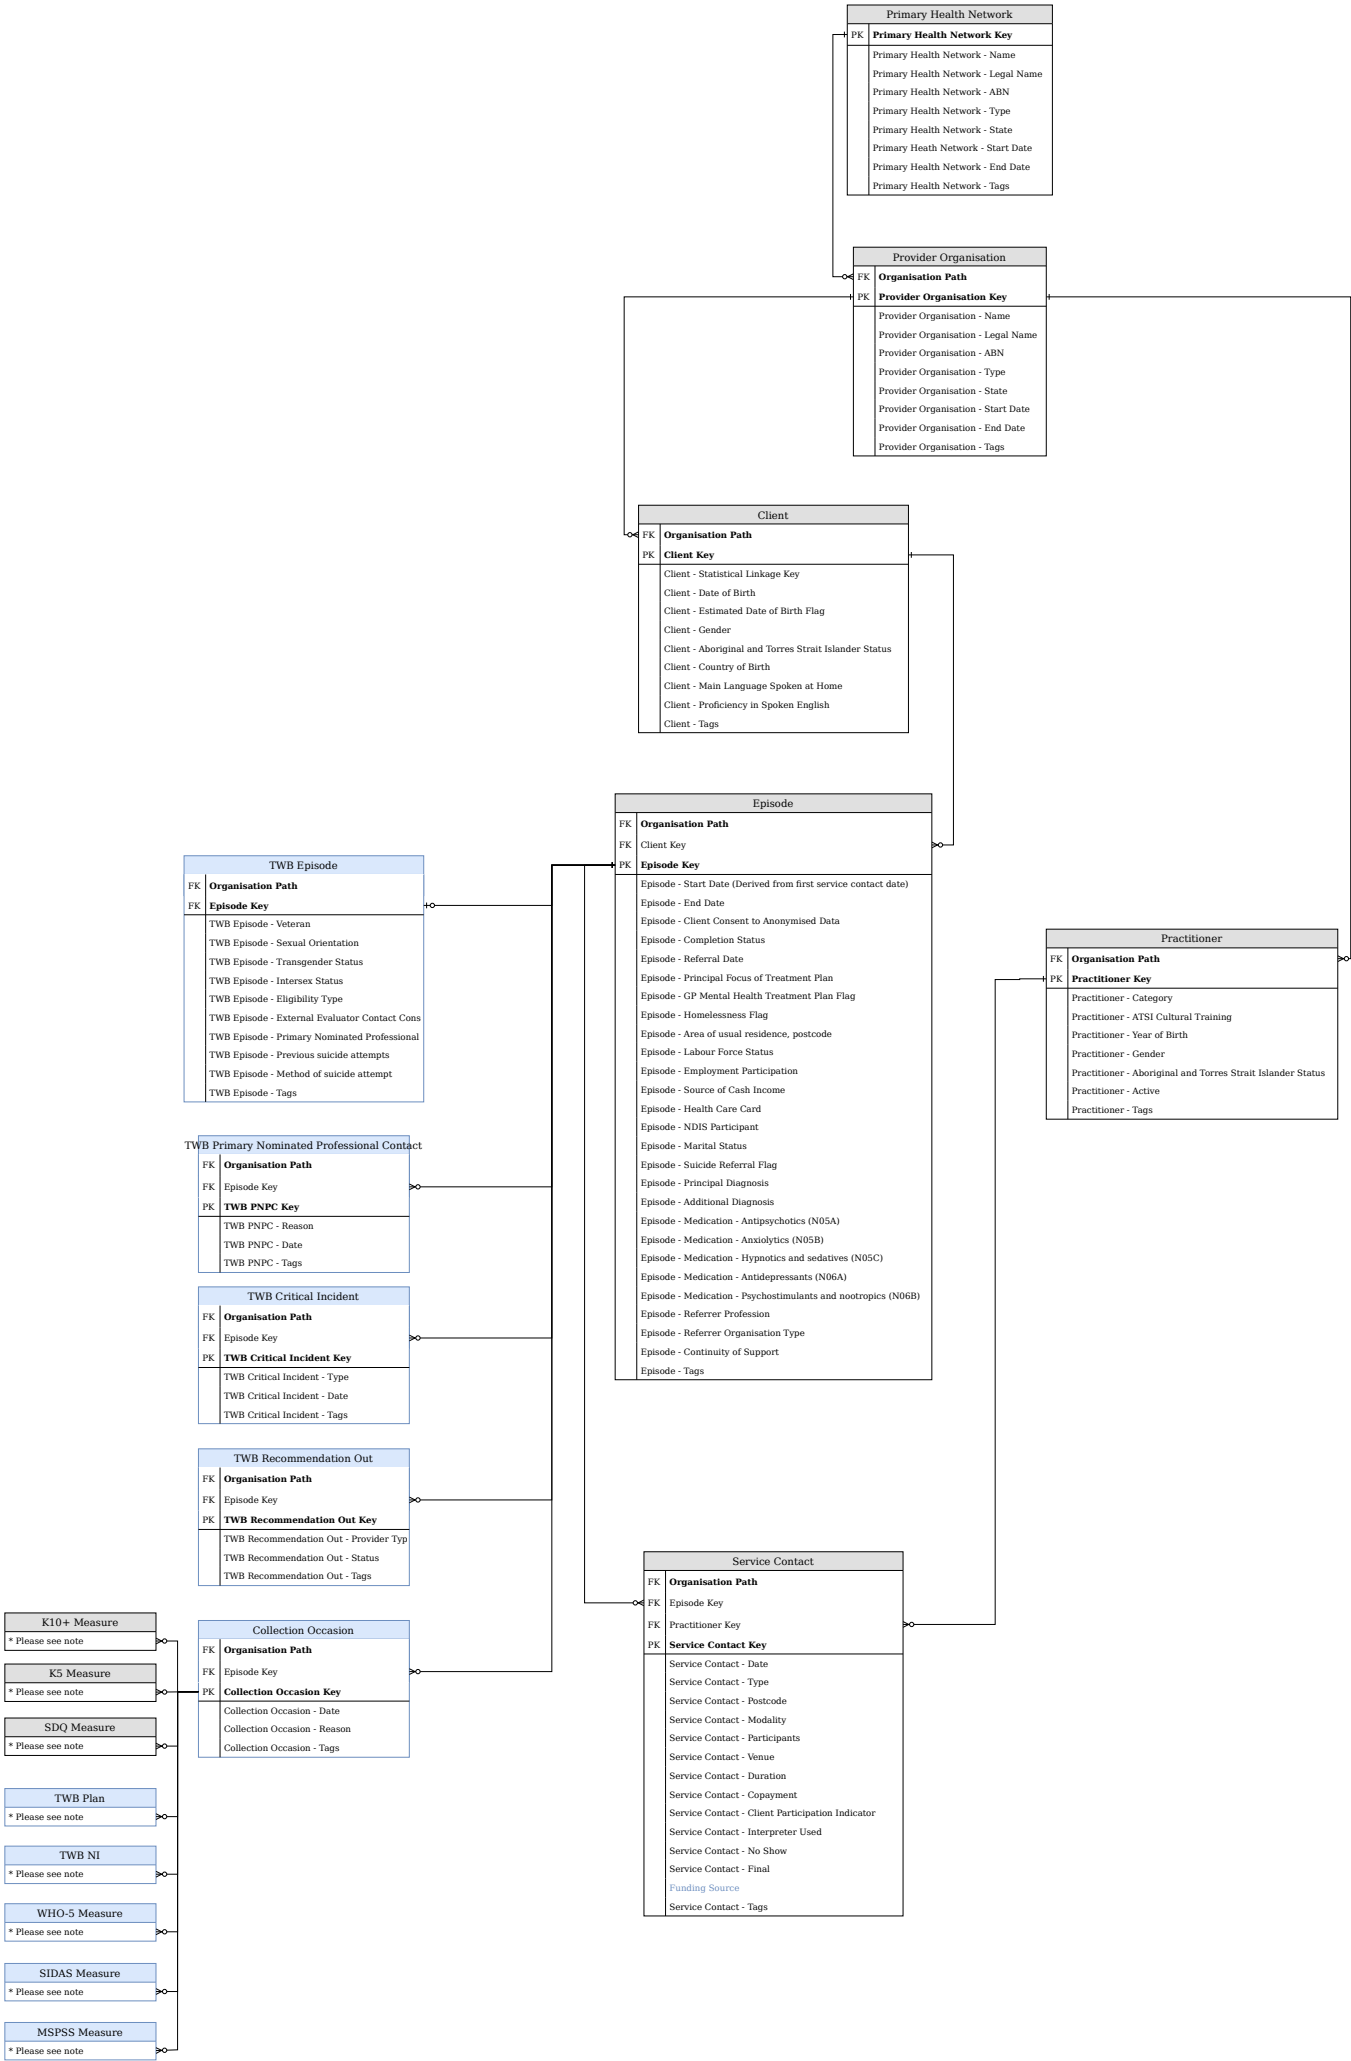 Primary Health Network
PK Primary Health Network Key
Primary Health Network - Name
Primary Health Network - Legal Name
Primary Health Network - ABN
Primary Health Network - Type
Primary Health Network - State
Primary Heath Network - Start Date
Primary Health Network - End Date
Primary Health Network - Tags
Provider Organisation
FK Organisation Path
PK Provider Organisation Key
Provider Organisation - Name
Provider Organisation - Legal Name
Provider Organisation - ABN
Provider Organisation - Type
Provider Organisation - State
Provider Organisation - Start Date
Provider Organisation - End Date
Provider Organisation - Tags
Client
FK Organisation Path
PK Client Key
Client - Statistical Linkage Key
Client - Date of Birth
Client - Estimated Date of Birth Flag
Client - Gender
Client - Aboriginal and Torres Strait Islander Status
Client - Country of Birth
Client - Main Language Spoken at Home
Client - Proficiency in Spoken English
Client - Tags
Episode
FK Organisation Path
FK Client Key
PK Episode Key
Episode - Start Date (Derived from first service contact date)
Episode - End Date
Episode - Client Consent to Anonymised Data
Episode - Completion Status
Episode - Referral Date
Episode - Principal Focus of Treatment Plan
Episode - GP Mental Health Treatment Plan Flag
Episode - Homelessness Flag
Episode - Area of usual residence, postcode
Episode - Labour Force Status
Episode - Employment Participation
Episode - Source of Cash Income
Episode - Health Care Card
Episode - NDIS Participant
Episode - Marital Status
Episode - Suicide Referral Flag
Episode - Principal Diagnosis
Episode - Additional Diagnosis
Episode - Medication - Antipsychotics (N05A)
Episode - Medication - Anxiolytics (N05B)
Episode - Medication - Hypnotics and sedatives (N05C)
Episode - Medication - Antidepressants (N06A)
Episode - Medication - Psychostimulants and nootropics (N06B)
Episode - Referrer Profession
Episode - Referrer Organisation Type
Episode - Continuity of Support
Episode - Tags
TWB Episode
FK Organisation Path
FK Episode Key
TWB Episode - Veteran
TWB Episode - Sexual Orientation
TWB Episode - Transgender Status
TWB Episode - Intersex Status
TWB Episode - Eligibility Type
TWB Episode - External Evaluator Contact Cons
TWB Episode - Primary Nominated Professional
TWB Episode - Previous suicide attempts
TWB Episode - Method of suicide attempt
TWB Episode - Tags
Practitioner
FK Organisation Path
PK Practitioner Key
Practitioner - Category
Practitioner - ATSI Cultural Training
Practitioner - Year of Birth
Practitioner - Gender
Practitioner - Aboriginal and Torres Strait Islander Status
Practitioner - Active
Practitioner - Tags
TWB Primary Nominated Professional Contact
FK Organisation Path
FK Episode Key
PK TWB PNPC Key
TWB PNPC - Reason
TWB PNPC - Date
TWB PNPC - Tags
TWB Critical Incident
FK Organisation Path
FK Episode Key
PK TWB Critical Incident Key
TWB Critical Incident - Type
TWB Critical Incident - Date
TWB Critical Incident - Tags
TWB Recommendation Out
FK Organisation Path
FK Episode Key
PK TWB Recommendation Out Key
TWB Recommendation Out - Provider Typ
TWB Recommendation Out - Status
TWB Recommendation Out - Tags
Service Contact
FK Organisation Path
FK Episode Key
FK Practitioner Key
PK Service Contact Key
Service Contact - Date
Service Contact - Type
Service Contact - Postcode
Service Contact - Modality
Service Contact - Participants
Service Contact - Venue
Service Contact - Duration
Service Contact - Copayment
Service Contact - Client Participation Indicator
Service Contact - Interpreter Used
Service Contact - No Show
Service Contact - Final
Funding Source
Service Contact - Tags
Collection Occasion
FK Organisation Path
FK Episode Key
PK Collection Occasion Key
Collection Occasion - Date
Collection Occasion - Reason
Collection Occasion - Tags
K10+ Measure
* Please see note
K5 Measure
* Please see note
SDQ Measure
* Please see note
TWB Plan
* Please see note
TWB NI
* Please see note
WHO-5 Measure
* Please see note
SIDAS Measure
* Please see note
MSPSS Measure
* Please see note